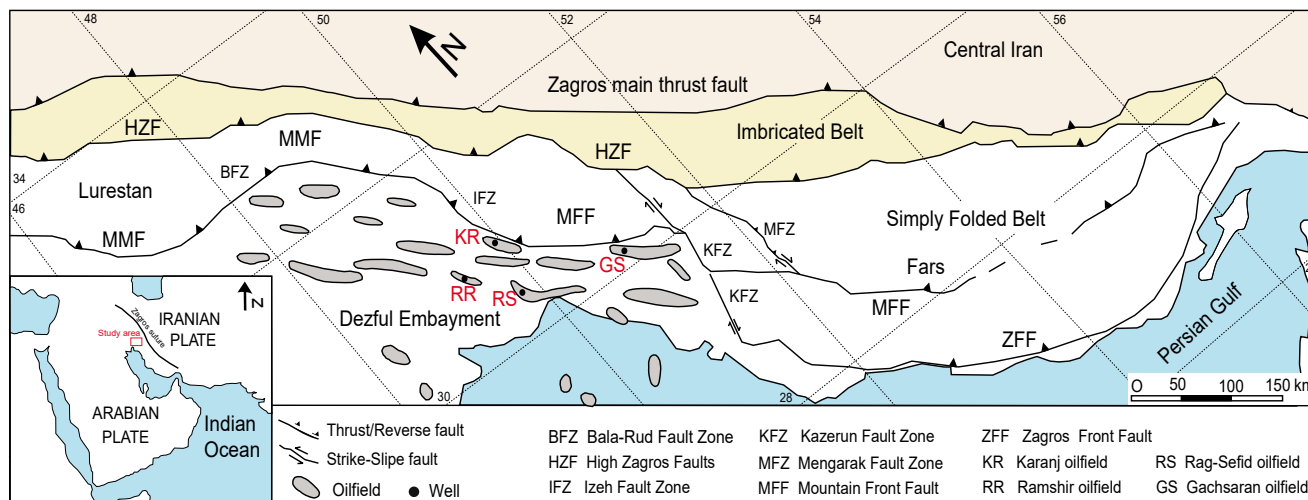 48
50
52
54
56
N
Central Iran
Zagros main thrust fault
HZF
MMF
Imbricated Belt
HZF
BFZ
34
Lurestan
46
IFZ
MMF
MFF
KR
MFZ
Simply Folded Belt
KFZ
GS
Fars
RR
RS
KFZ
MFF
Dezful Embayment
ZFF
Persian Gulf
30
28
0 50 100 150 km
N
Zagros suture
IRANIAN
PLATE
Study area
ARABIAN
PLATE
Indian
Ocean
Thrust/Reverse fault
Strike-Slipe fault
Oilfield
Well
BFZ Bala-Rud Fault Zone
HZF High Zagros Faults
IFZ Izeh Fault Zone
KFZ Kazerun Fault Zone
MFZ Mengarak Fault Zone
MFF Mountain Front Fault
ZFF Zagros Front Fault
KR Karanj oilfield
RR Ramshir oilfield
RS Rag-Sefid oilfield
GS Gachsaran oilfield